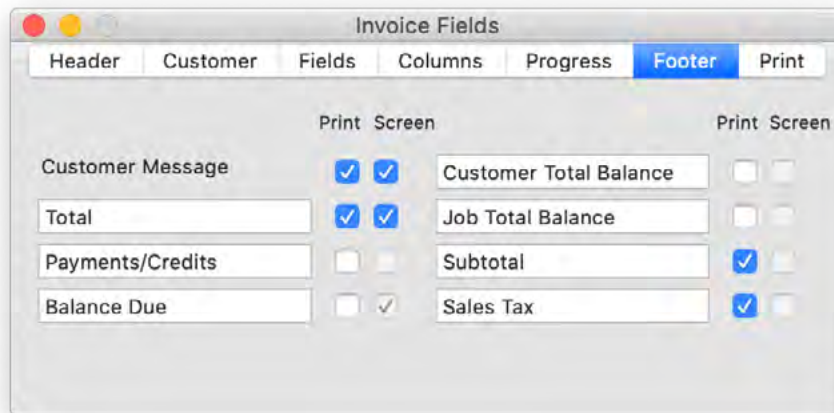 Invoice Fields
Header Customer Fields Columns Progress Footer Print
Print Screen Print Screen
Customer Message Customer Total Balance
Total Job Total Balance
Payments/Credits Subtotal
Balance Due Sales Tax